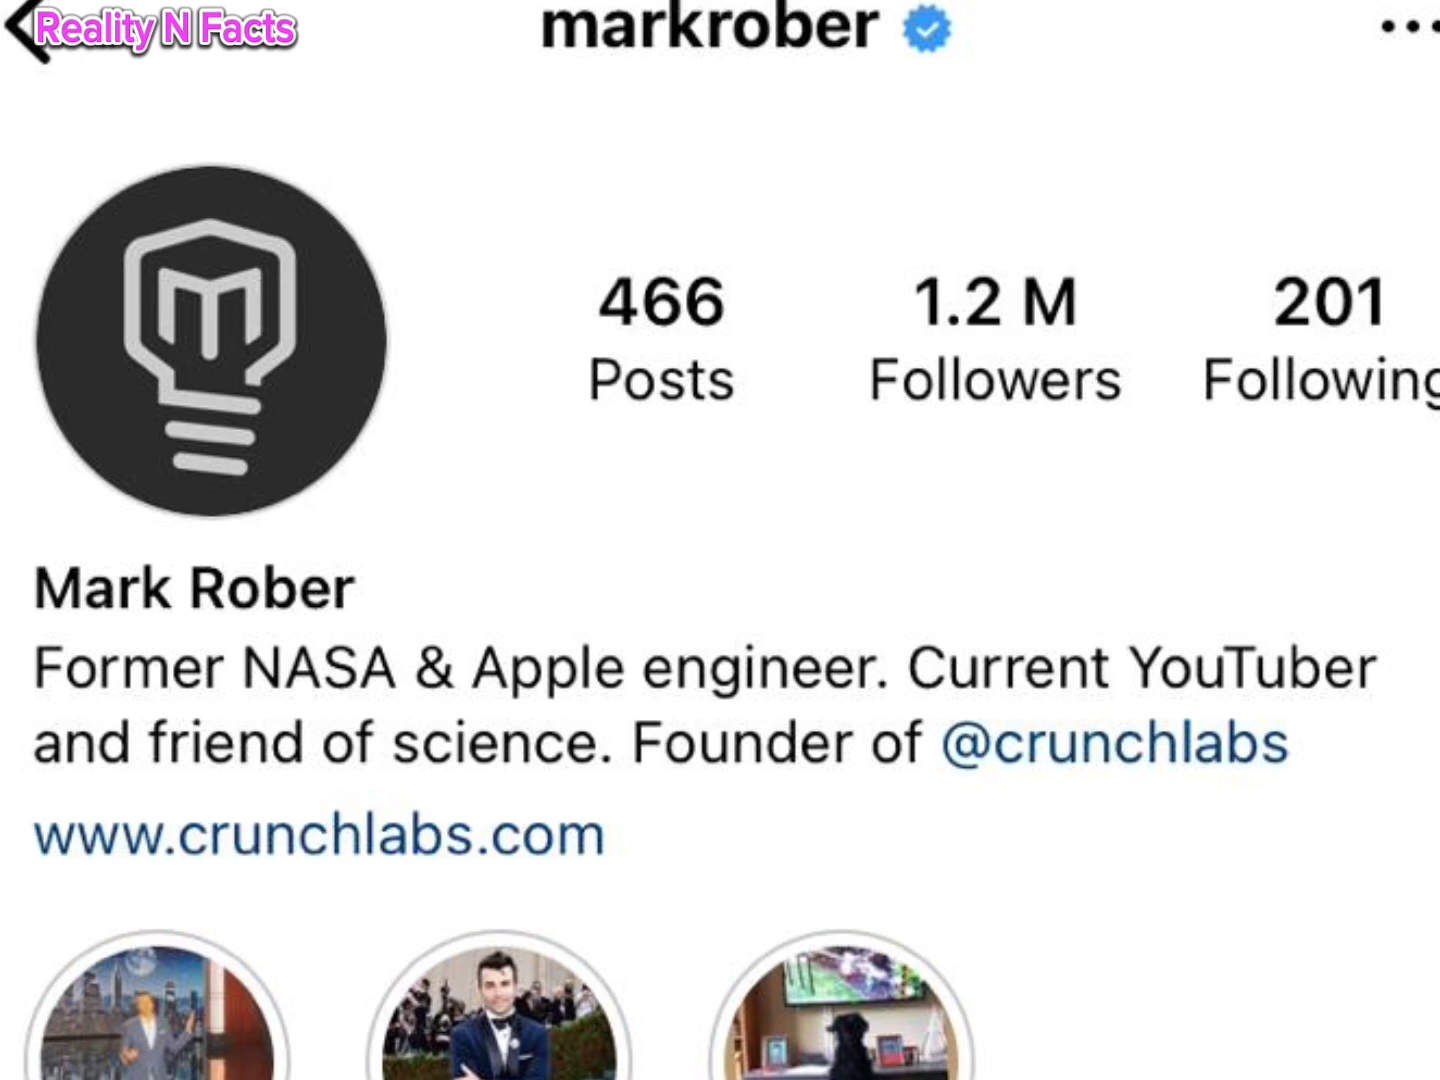 Reality N Facts
markrober
466
1.2 M
201
Posts
Followers
Following
Mark Rober
Former NASA & Apple engineer. Current YouTuber
and friend of science. Founder of @crunchlabs
www.crunchlabs.com